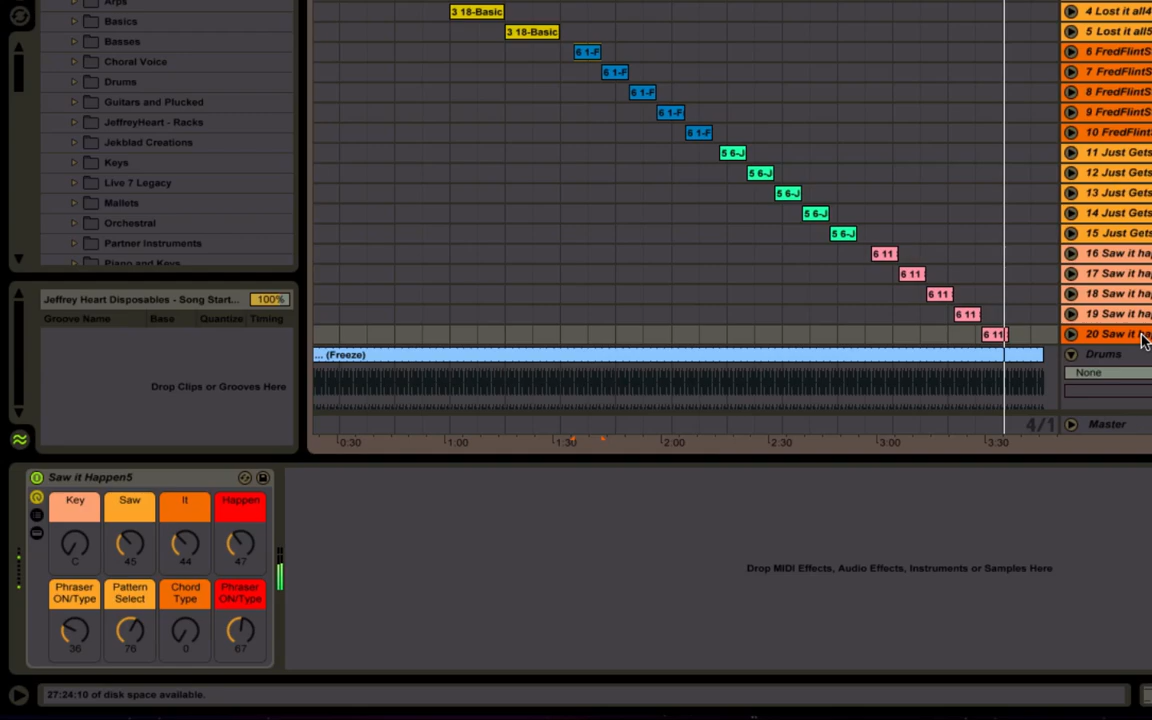 Arps
Basics
Basses
Choral Voice
Drums
Guitars and Plucked
JeffreyHeart - Racks
Jekblad Creations
Keys
Live 7 Legacy
Mallets
Orchestral
Partner Instruments
Piano and Keys
Jeffrey Heart Disposables - Song Start... 100%
Groove Name Base Quantize Timing
Drop Clips or Grooves Here
3 18-Basic
3 18-Basic
6 1-F
6 1-F
6 1-F
6 1-F
6 1-F
5 6-J
5 6-J
5 6-J
5 6-J
5 6-J
6 11
6 11
6 11
6 11
6 11
... (Freeze)
4/1
0:30 1:00 1:30 2:00 2:30 3:00 3:30
4 Lost it all4
5 Lost it all5
6 FredFlintS
7 FredFlintS
8 FredFlintS
9 FredFlintS
10 FredFlint
11 Just Gets
12 Just Gets
13 Just Gets
14 Just Gets
15 Just Gets
16 Saw it ha
17 Saw it ha
18 Saw it ha
19 Saw it ha
20 Saw it ha
Drums
None
Master
Saw it Happen5
Key Saw It Happen
C 45 44 47
Phraser ON/Type Pattern Select Chord Type Phraser ON/Type
36 76 0 67
Drop MIDI Effects, Audio Effects, Instruments or Samples Here
27:24:10 of disk space available.